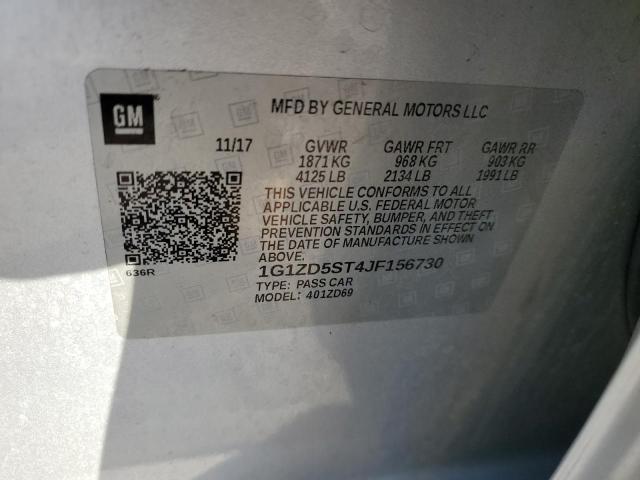 GM
MFD BY GENERAL MOTORS LLC
11/17 GVWR GAWR FRT GAWR RR
1871 KG 968 KG 903 KG
4125 LB 2134 LB 1991 LB
THIS VEHICLE CONFORMS TO ALL
APPLICABLE U.S. FEDERAL MOTOR
VEHICLE SAFETY, BUMPER, AND THEFT
PREVENTION STANDARDS IN EFFECT ON
THE DATE OF MANUFACTURE SHOWN
ABOVE.
636R
1G1ZD5ST4JF156730
TYPE: PASS CAR
MODEL: 401ZD69